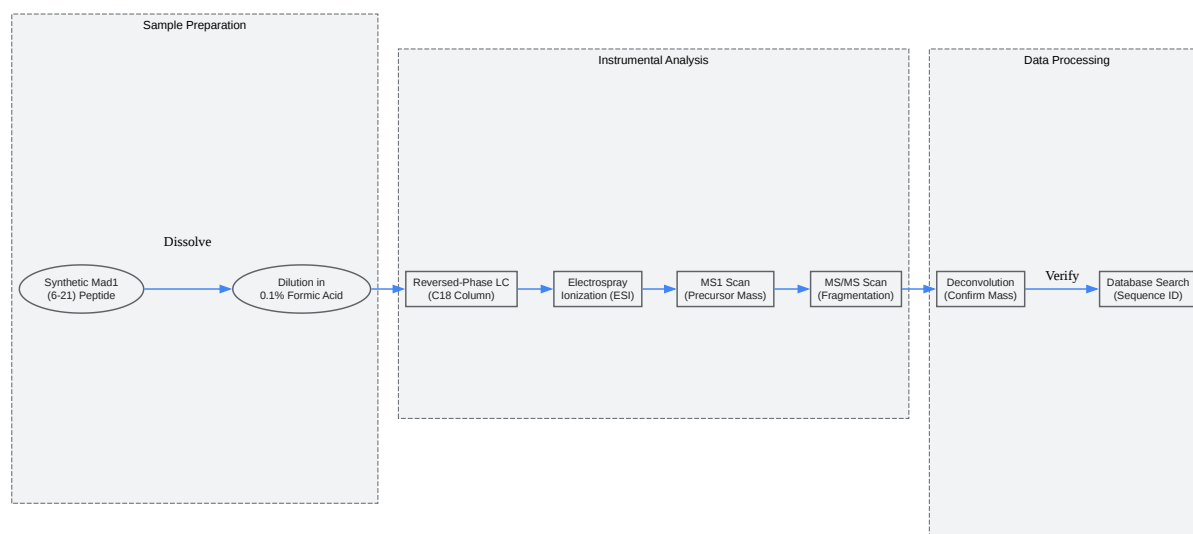 Sample Preparation
Instrumental Analysis
Data Processing
Dissolve
Synthetic Mad1
(6-21) Peptide
Dilution in
0.1% Formic Acid
Reversed-Phase LC
(C18 Column)
Electrospray
Ionization (ESI)
MS1 Scan
(Precursor Mass)
MS/MS Scan
(Fragmentation)
Deconvolution
(Confirm Mass)
Verify
Database Search
(Sequence ID)